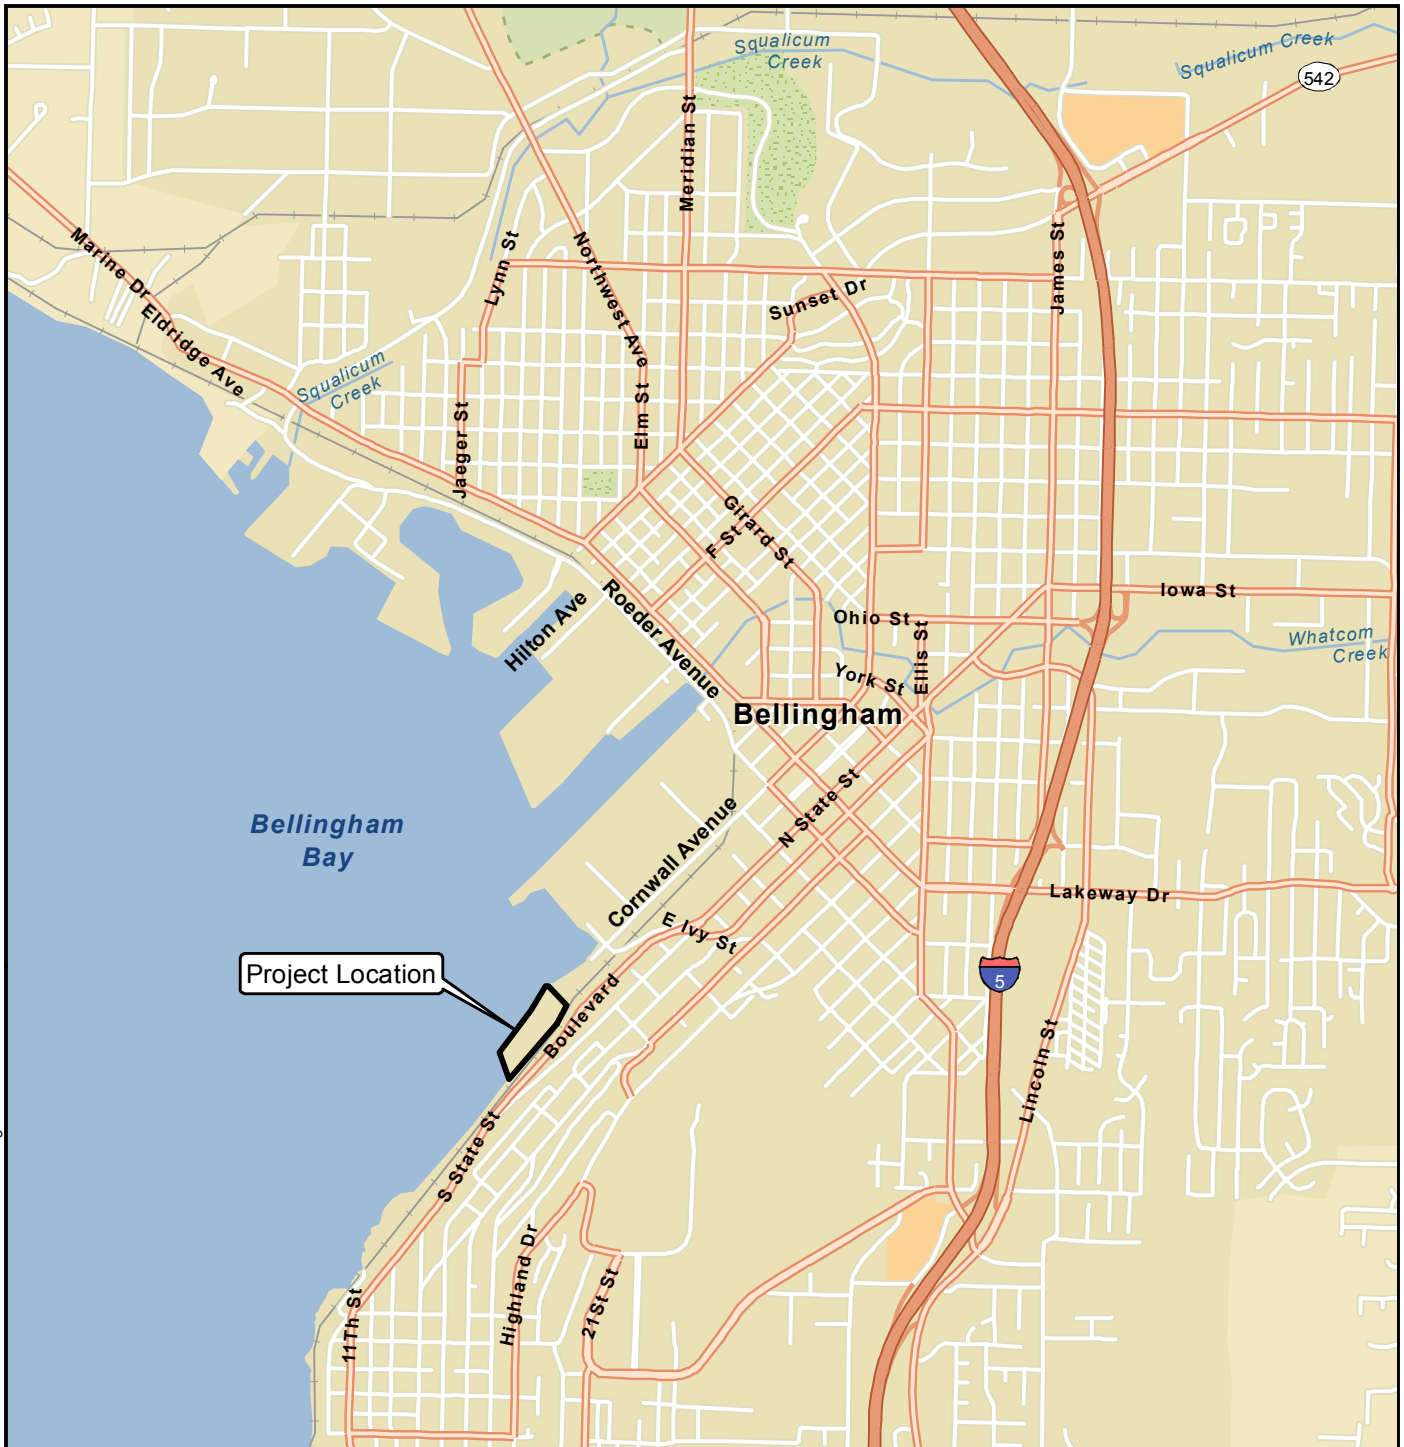 Squalicum
Creek
Squalicum Creek
542
Meridian St
Marine Dr
Lynn St
Northwest Ave
James St
Sunset Dr
Eldridge Ave
Squalicum
Creek
Jaeger St
Elm St
Girard St
F St
Iowa St
Hilton Ave
Roeder Avenue
Ohio St
Ellis St
Whatcom
Creek
York St
Bellingham
Bellingham
Bay
N State St
Cornwall Avenue
Lakeway Dr
E Ivy St
Project Location
5
Boulevard
Lincoln St
S State St
Highland Dr
21St St
11Th St